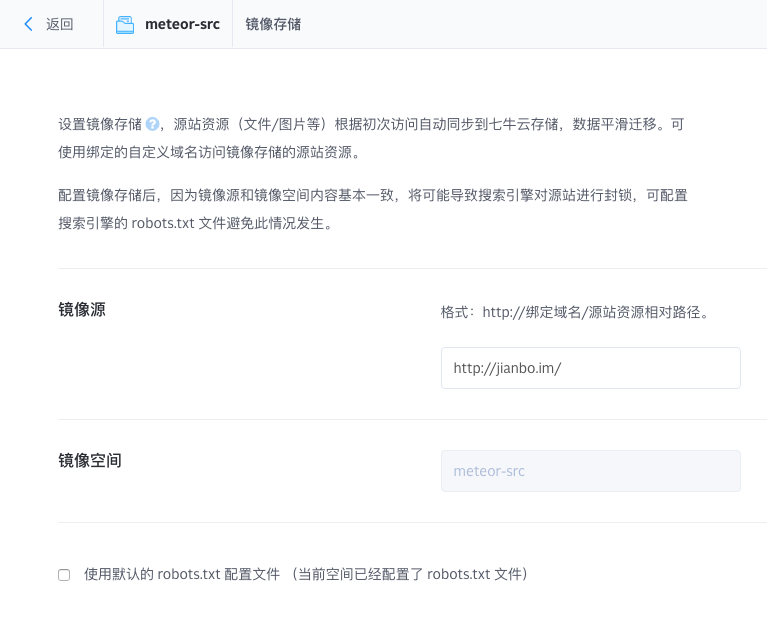 返回
meteor-src
镜像存储
设置镜像存储 ?，源站资源（文件/图片等）根据初次访问自动同步到七牛云存储，数据平滑迁移。可
使用绑定的自定义域名访问镜像存储的源站资源。
配置镜像存储后，因为镜像源和镜像空间内容基本一致，将可能导致搜索引擎对源站进行封锁，可配置
搜索引擎的 robots.txt 文件避免此情况发生。
镜像源
格式：http://绑定域名/源站资源相对路径。
http://jianbo.im/
镜像空间
meteor-src
使用默认的 robots.txt 配置文件 （当前空间已经配置了 robots.txt 文件）